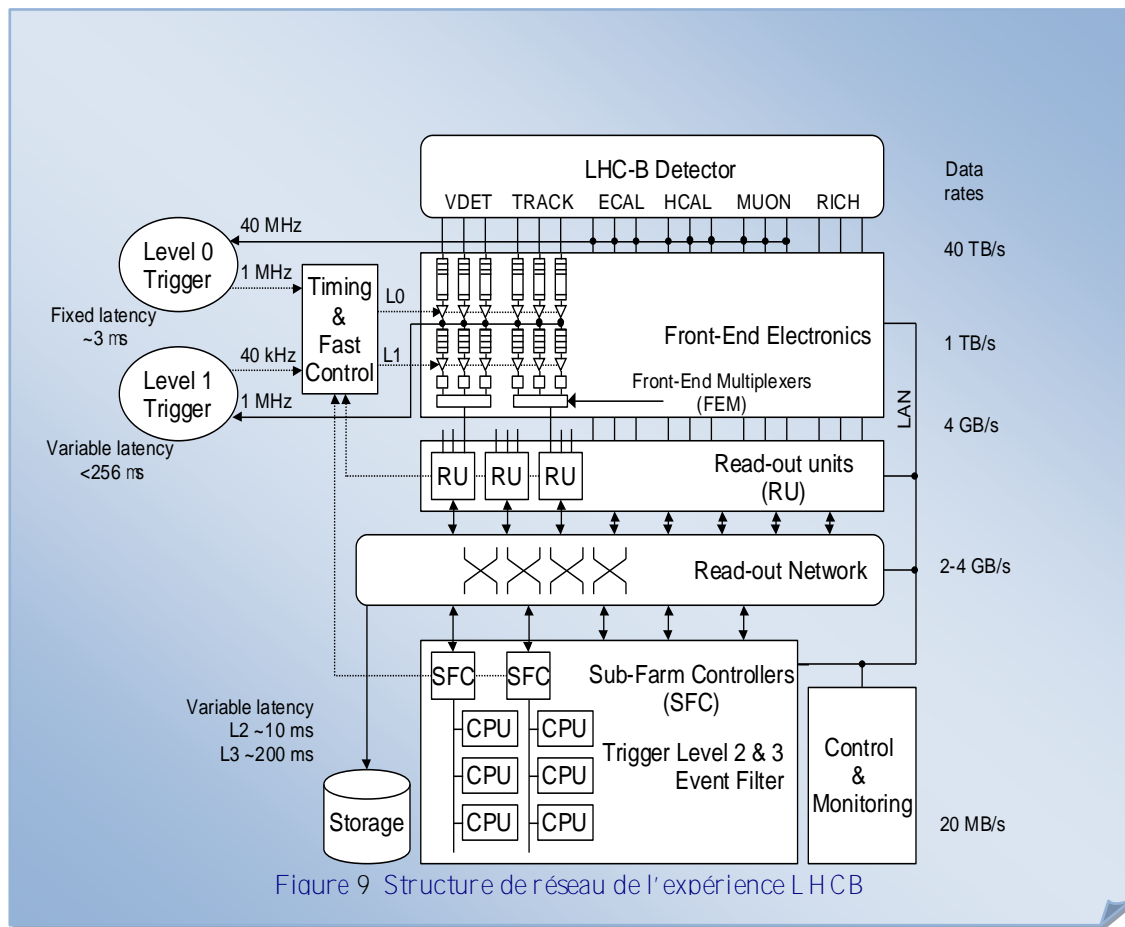 LHC-B Detector
VDET TRACK ECAL HCAL MUON RICH
Data
rates
40 MHz
40 TB/s
Level 0
Trigger
1 MHz
Timing
&
Fast
Control
L0
Fixed latency
~3 ms
Front-End Electronics
1 TB/s
40 kHz
L1
Level 1
Trigger
1 MHz
Front-End Multiplexers
(FEM)
LAN
4 GB/s
Variable latency
<256 ms
RU RU RU
Read-out units
(RU)
Read-out Network
2-4 GB/s
SFC SFC
Sub-Farm Controllers
(SFC)
Variable latency
L2 ~10 ms
L3 ~200 ms
CPU CPU
CPU CPU
CPU CPU
Trigger Level 2 & 3
Event Filter
Control
&
Monitoring
Storage
20 MB/s
Figure 9 Structure de réseau de l'expérience LHCB